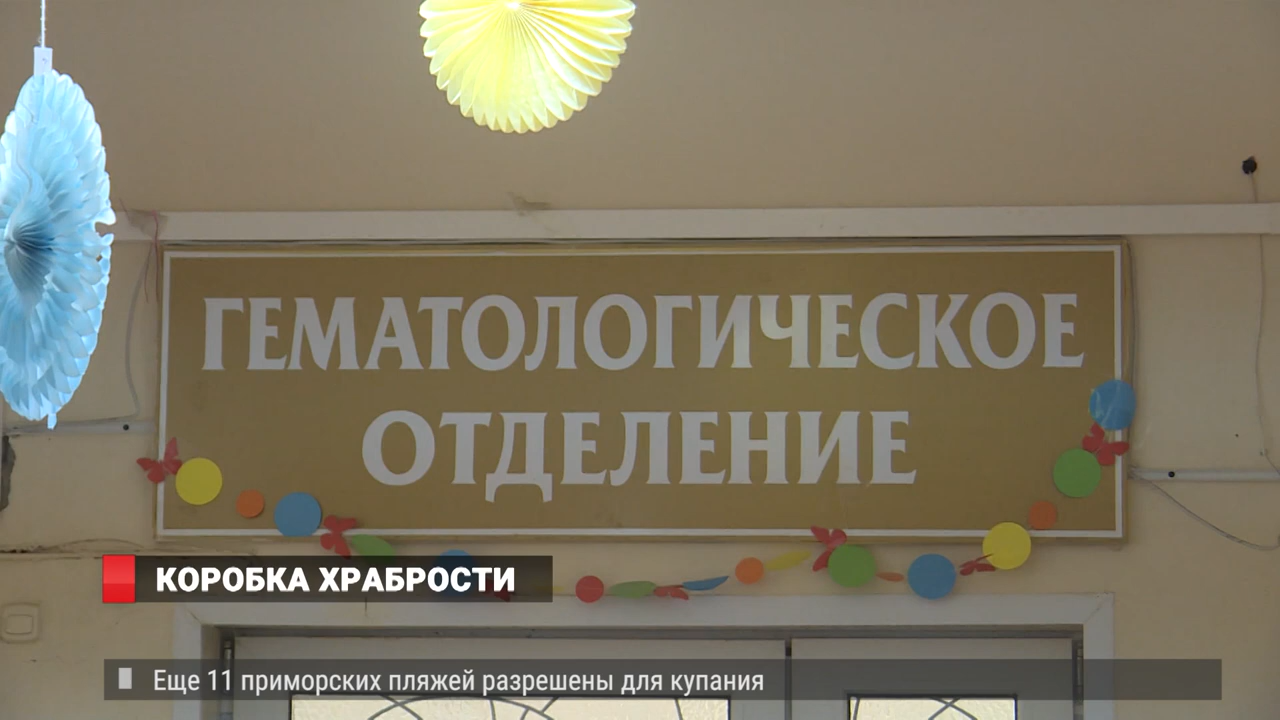 ГЕМАТОЛОГИЧЕСКОЕ
ОТДЕЛЕНИЕ
КОРОБКА ХРАБРОСТИ
Еще 11 приморских пляжей разрешены для купания